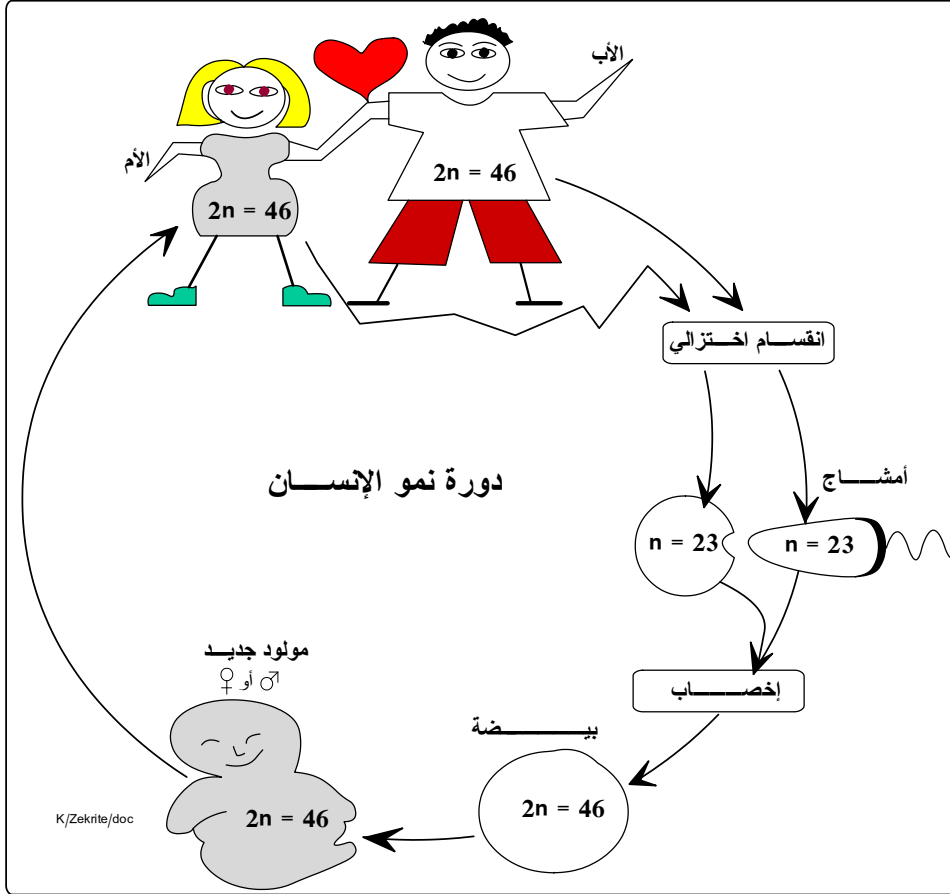 الأب
الأم
2n = 46
2n = 46
انقسام اختزالي
دورة نمو الإنسان
أمشاج
n = 23
n = 23
إخصاب
مولود جديد
♀ أو ♂
بيضة
2n = 46
2n = 46
K/Zekrite/doc